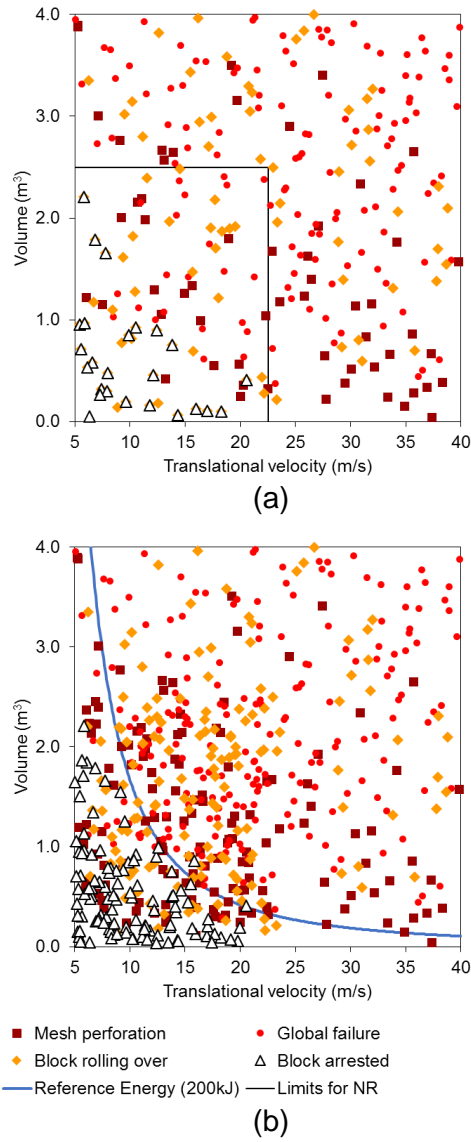 4.0
3.0
2.0
1.0
0.0
Volume (m³)
5 10 15 20 25 30 35 40
Translational velocity (m/s)
(a)
4.0
3.0
2.0
1.0
0.0
Volume (m³)
5 10 15 20 25 30 35 40
Translational velocity (m/s)
Mesh perforation Global failure
Block rolling over Block arrested
Reference Energy (200kJ) Limits for NR
(b)